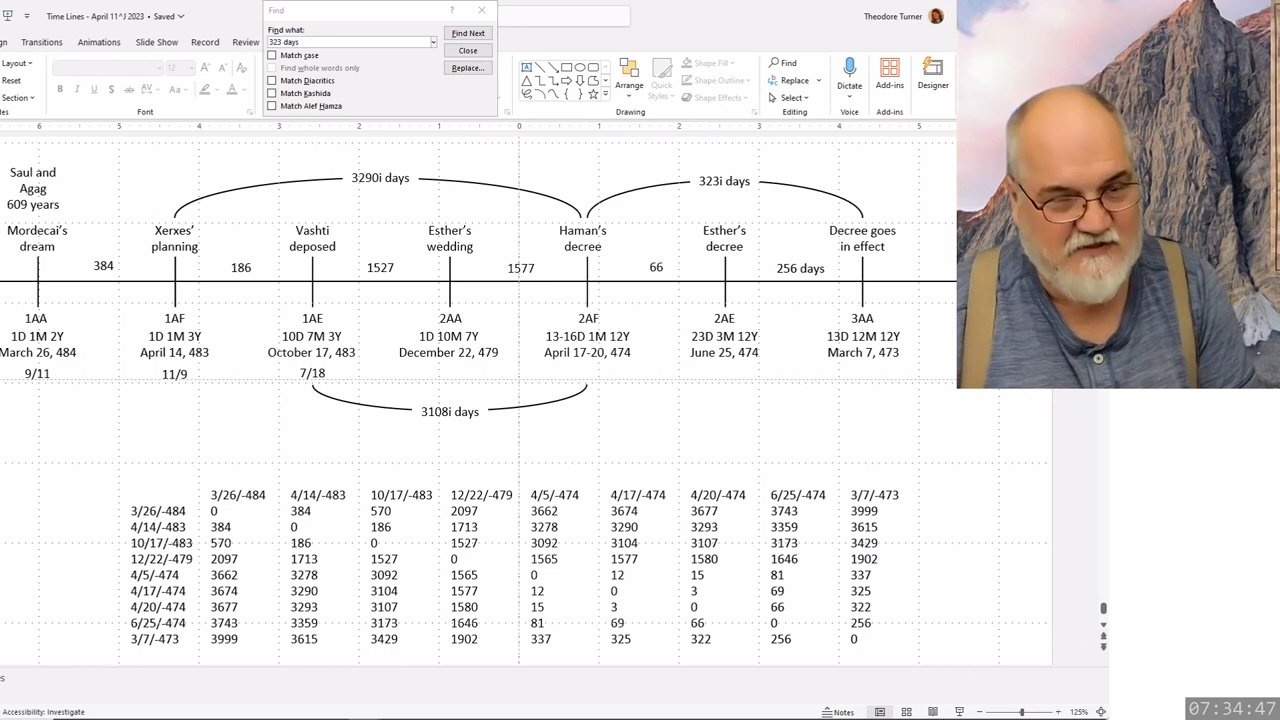 Time Lines - April 11^J 2023 • Saved
Find
?
Theodore Turner
Transitions
Animations
Slide Show
Record
Review
Find what:
323 days
Find Next
Close
Replace...
Match case
Find whole words only
Match Diacritics
Match Kashida
Match Alef Hamza
Layout
Reset
Section
12
B I U S
Font
Arrange
Quick
Styles
Shape Fill
Shape Outline
Shape Effects
Drawing
Find
Replace
Select
Editing
Dictate
Voice
Add-ins
Add-ins
Designer
Designer
6 5 4 3 2 1 0 1 2 3 4 5
Saul and
Agag
609 years
3290i days
323i days
Mordecai's
dream
Xerxes'
planning
Vashti
deposed
Esther's
wedding
Haman's
decree
Esther's
decree
Decree goes
in effect
384 186 1527 1577 66 256 days
1AA 1AF 1AE 2AA 2AF 2AE 3AA
1D 1M 2Y 1D 1M 3Y 10D 7M 3Y 1D 10M 7Y 13-16D 1M 12Y 23D 3M 12Y 13D 12M 12Y
March 26, 484 April 14, 483 October 17, 483 December 22, 479 April 17-20, 474 June 25, 474 March 7, 473
9/11 11/9 7/18
3108i days
3/26/-484 4/14/-483 10/17/-483 12/22/-479 4/5/-474 4/17/-474 4/20/-474 6/25/-474 3/7/-473
3/26/-484 0 384 570 2097 3662 3674 3677 3743 3999
4/14/-483 384 0 186 1713 3278 3290 3293 3359 3615
10/17/-483 570 186 0 1527 3092 3104 3107 3173 3429
12/22/-479 2097 1713 1527 0 1565 1577 1580 1646 1902
4/5/-474 3662 3278 3092 1565 0 12 15 81 337
4/17/-474 3674 3290 3104 1577 12 0 3 69 325
4/20/-474 3677 3293 3107 1580 15 3 0 66 322
6/25/-474 3743 3359 3173 1646 81 69 66 0 256
3/7/-473 3999 3615 3429 1902 337 325 322 256 0
Accessibility: Investigate
Notes
125%
07:34:47